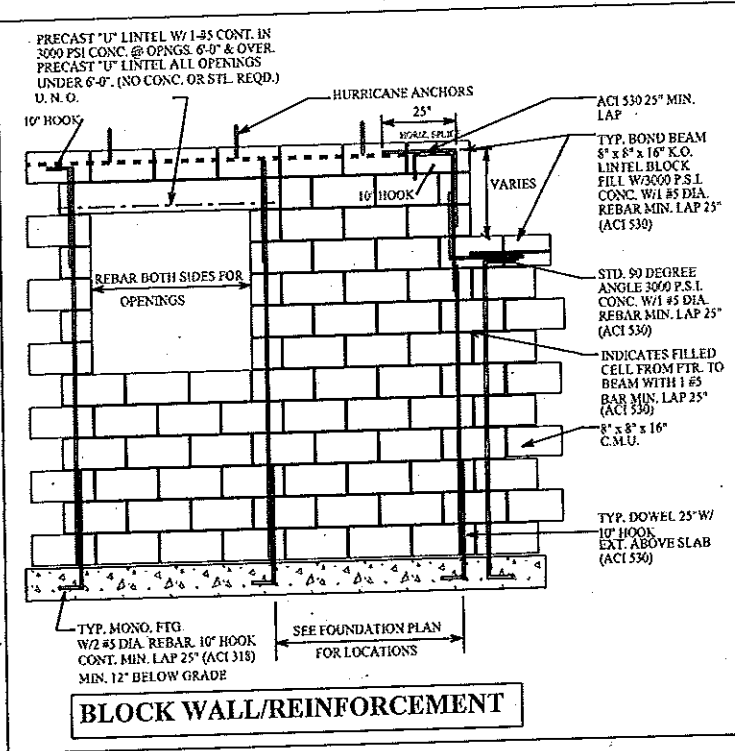 PRECAST "U" LINTEL W/ 1-#5 CONT. IN
3000 PSI CONC. @ OPNGS. 6'-0" & OVER.
PRECAST "U" LINTEL ALL OPENINGS
UNDER 6'-0". (NO CONC. OR STL. REQD.)
U. N. O.
10" HOOK
HURRICANE ANCHORS
25"
HORIZ. SPLICE
10" HOOK
VARIES
ACI 530 25" MIN.
LAP
TYP. BOND BEAM
8" x 8" x 16" K.O.
LINTEL BLOCK
FILL W/3000 P.S.I.
CONC. W/1 #5 DIA.
REBAR MIN. LAP 25"
(ACI 530)
REBAR BOTH SIDES FOR
OPENINGS
STD. 90 DEGREE
ANGLE 3000 P.S.I.
CONC. W/1 #5 DIA.
REBAR MIN. LAP 25"
(ACI 530)
INDICATES FILLED
CELL FROM FTR. TO
BEAM WITH 1 #5
BAR MIN. LAP 25"
(ACI 530)
8" x 8" x 16"
C.M.U.
TYP. DOWEL 25" W/
10" HOOK
EXT. ABOVE SLAB
(ACI 530)
TYP. MONO. FTG.
W/2 #5 DIA. REBAR. 10" HOOK
CONT. MIN. LAP 25" (ACI 318)
MIN. 12" BELOW GRADE
SEE FOUNDATION PLAN
FOR LOCATIONS
BLOCK WALL/REINFORCEMENT